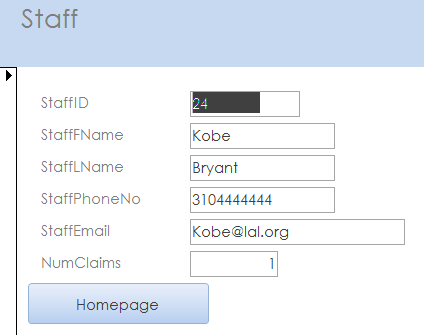 Staff
StaffID 24
StaffFName Kobe
StaffLName Bryant
StaffPhoneNo 3104444444
StaffEmail Kobe@lal.org
NumClaims 1
Homepage